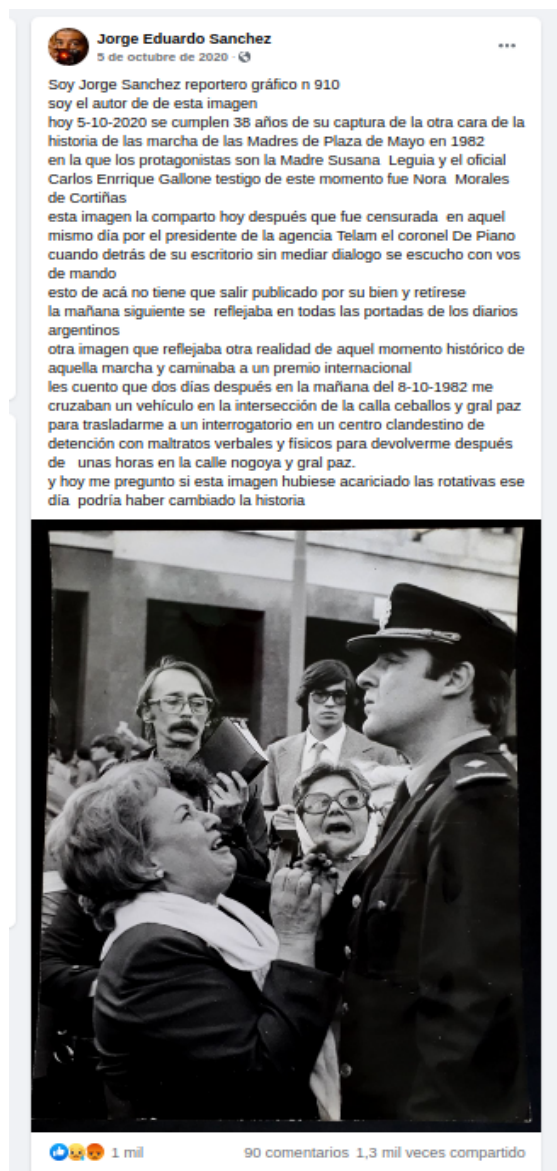 Jorge Eduardo Sanchez
5 de octubre de 2020 ·
Soy Jorge Sanchez reportero gráfico n 910
soy el autor de de esta imagen
hoy 5-10-2020 se cumplen 38 años de su captura de la otra cara de la
historia de las marcha de las Madres de Plaza de Mayo en 1982
en la que los protagonistas son la Madre Susana  Leguia y el oficial
Carlos Enrrique Gallone testigo de este momento fue Nora  Morales
de Cortiñas
esta imagen la comparto hoy después que fue censurada  en aquel
mismo día por el presidente de la agencia Telam el coronel De Piano
cuando detrás de su escritorio sin mediar dialogo se escucho con vos
de mando
esto de acá no tiene que salir publicado por su bien y retírese
la mañana siguiente se  reflejaba en todas las portadas de los diarios
argentinos
otra imagen que reflejaba otra realidad de aquel momento histórico de
aquella marcha y caminaba a un premio internacional
les cuento que dos días después en la mañana del 8-10-1982 me
cruzaban un vehículo en la intersección de la calla ceballos y gral paz
para trasladarme a un interrogatorio en un centro clandestino de
detención con maltratos verbales y físicos para devolverme después
de   unas horas en la calle nogoya y gral paz.
y hoy me pregunto si esta imagen hubiese acariciado las rotativas ese
día  podría haber cambiado la historia
1 mil
90 comentarios 1,3 mil veces compartido